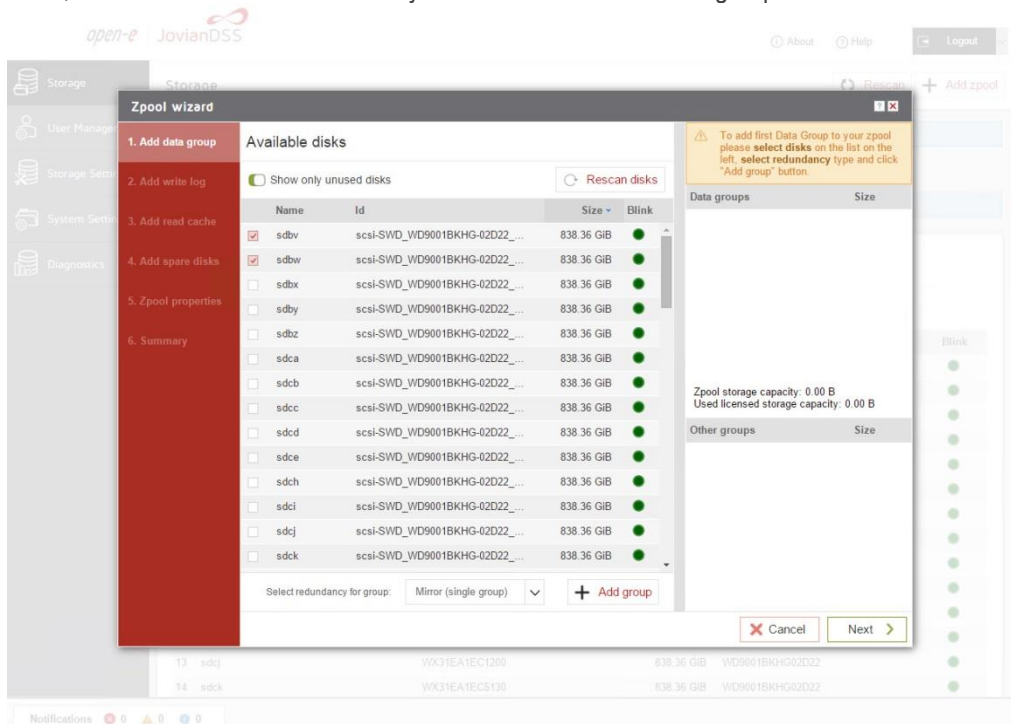 open-e JovianDSS
About Help Logout
Storage Storage Rescan Add zpool
Zpool wizard
User Manage
Storage Setti
System Settin
Diagnostics
1. Add data group
2. Add write log
3. Add read cache
4. Add spare disks
5. Zpool properties
6. Summary
Available disks
Show only unused disks Rescan disks
Name Id Size Blink
sdbv scsi-SWD_WD9001BKHG-02D22_... 838.36 GiB
sdbw scsi-SWD_WD9001BKHG-02D22_... 838.36 GiB
sdbx scsi-SWD_WD9001BKHG-02D22_... 838.36 GiB
sdby scsi-SWD_WD9001BKHG-02D22_... 838.36 GiB
sdbz scsi-SWD_WD9001BKHG-02D22_... 838.36 GiB
sdca scsi-SWD_WD9001BKHG-02D22_... 838.36 GiB
sdcb scsi-SWD_WD9001BKHG-02D22_... 838.36 GiB
sdcc scsi-SWD_WD9001BKHG-02D22_... 838.36 GiB
sdcd scsi-SWD_WD9001BKHG-02D22_... 838.36 GiB
sdce scsi-SWD_WD9001BKHG-02D22_... 838.36 GiB
sdch scsi-SWD_WD9001BKHG-02D22_... 838.36 GiB
sdci scsi-SWD_WD9001BKHG-02D22_... 838.36 GiB
sdcj scsi-SWD_WD9001BKHG-02D22_... 838.36 GiB
sdck scsi-SWD_WD9001BKHG-02D22_... 838.36 GiB
Select redundancy for group: Mirror (single group) Add group
To add first Data Group to your zpool
please select disks on the list on the
left, select redundancy type and click
"Add group" button.
Data groups Size
Zpool storage capacity: 0.00 B
Used licensed storage capacity: 0.00 B
Other groups Size
Cancel Next
Blink
13 sdcj WX31EA1EC1200 838.36 GiB WD9001BKHG02D22
14 sdck WX31EA1EC5130 838.36 GiB WD9001BKHG02D22
Notifications 0 0 0